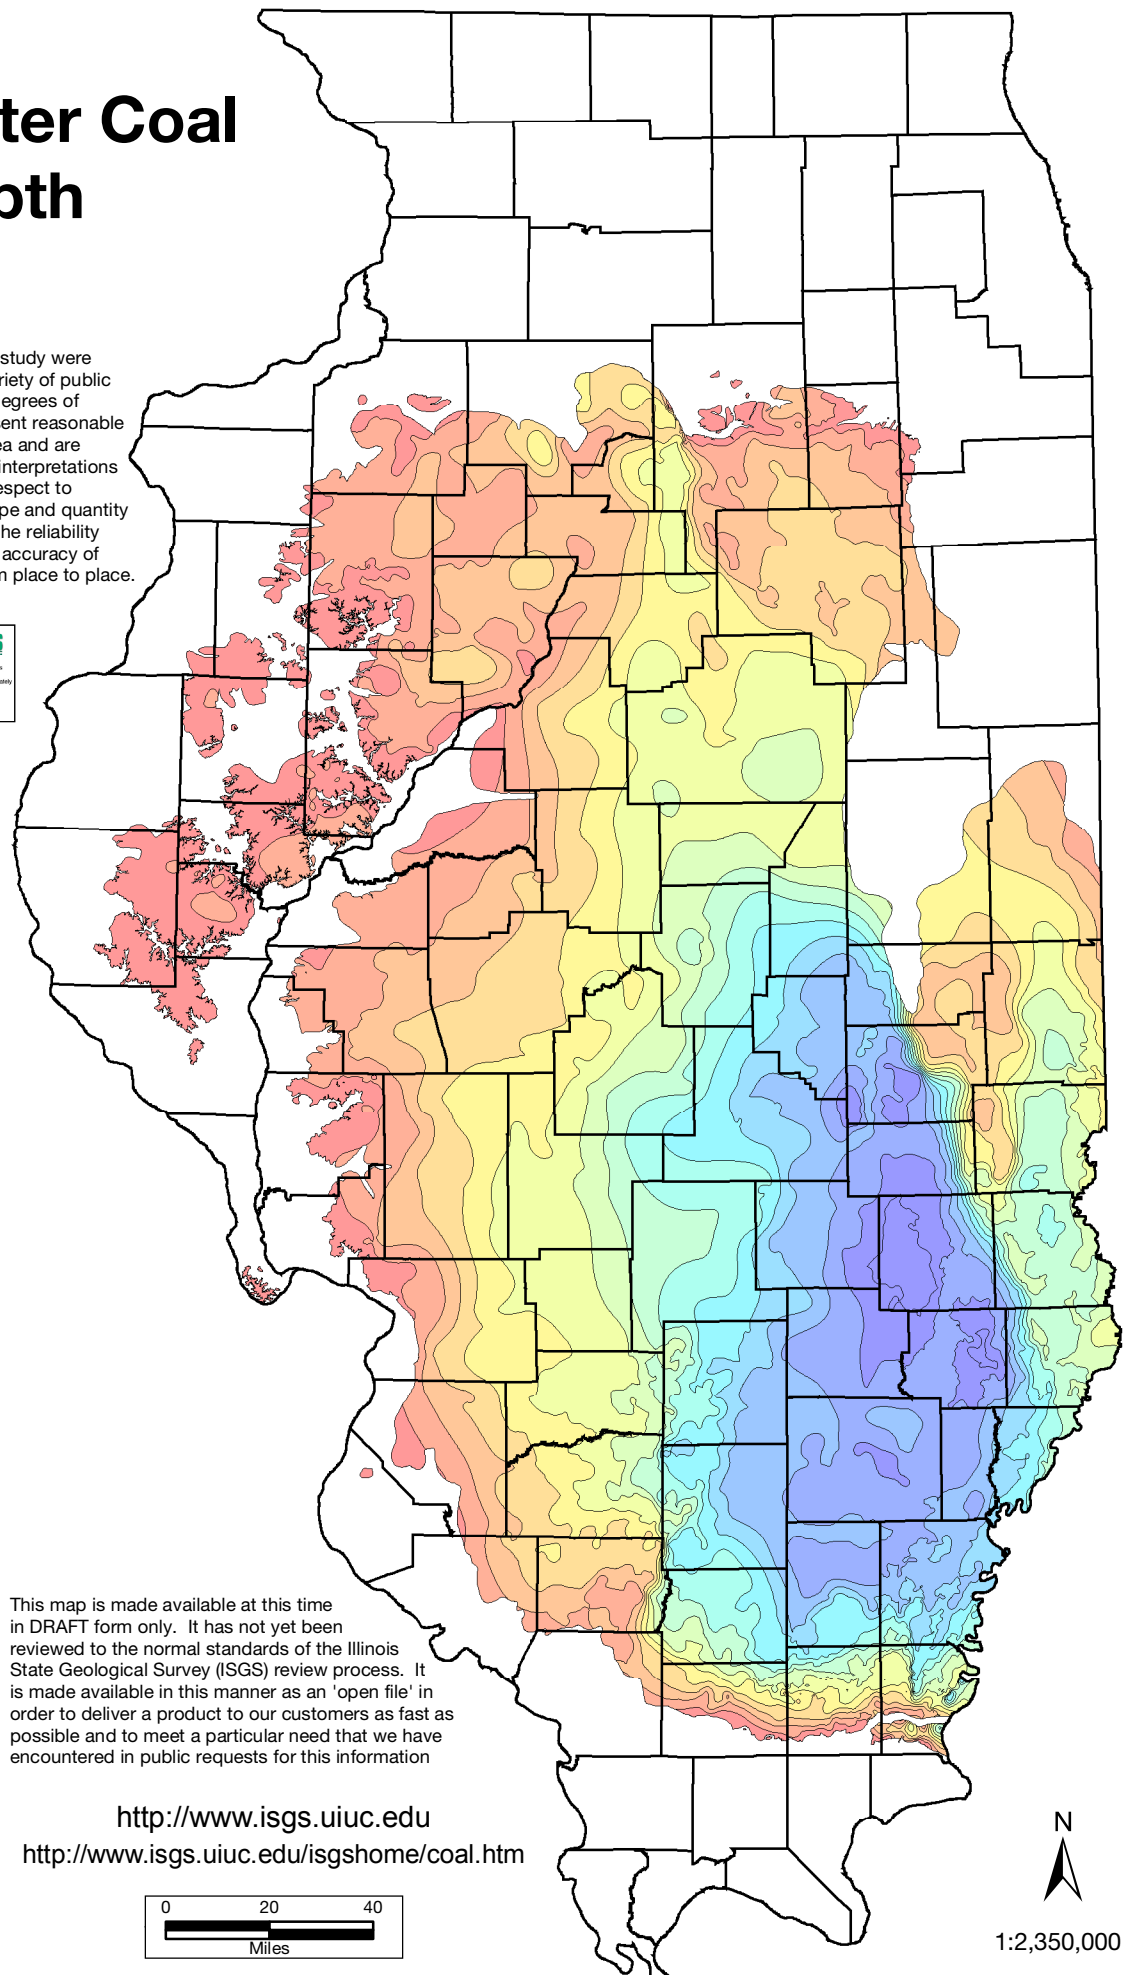 ter Coal
pth
study were
riety of public
egrees of
sent reasonable
ea and are
interpretations
espect to
pe and quantity
he reliability
accuracy of
m place to place.
This map is made available at this time
in DRAFT form only. It has not yet been
reviewed to the normal standards of the Illinois
State Geological Survey (ISGS) review process. It
is made available in this manner as an 'open file' in
order to deliver a product to our customers as fast as
possible and to meet a particular need that we have
encountered in public requests for this information
http://www.isgs.uiuc.edu
http://www.isgs.uiuc.edu/isgshome/coal.htm
0 20 40
Miles
N
1:2,350,000